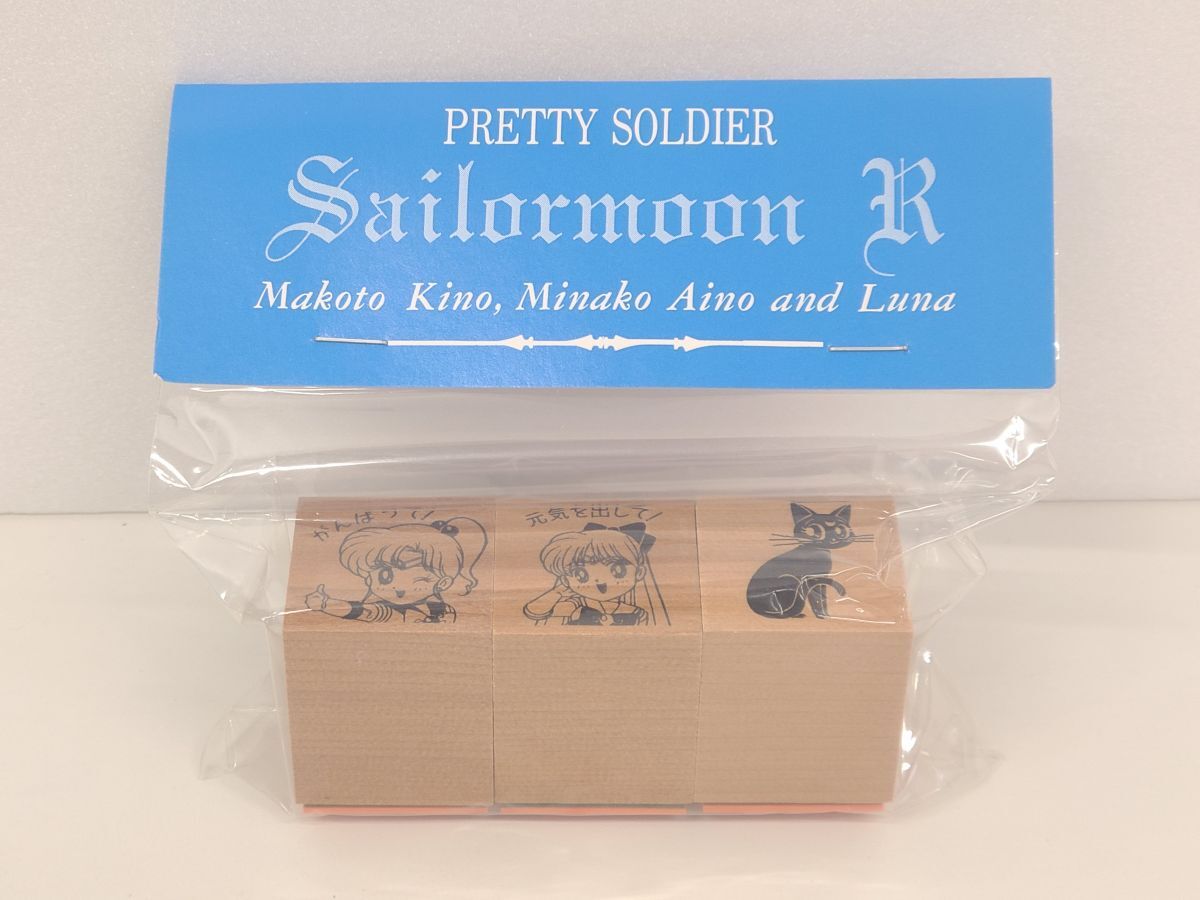 PRETTY SOLDIER
Sailormoon R
Makoto Kino, Minako Aino and Luna
がんばって!
元気を出して!